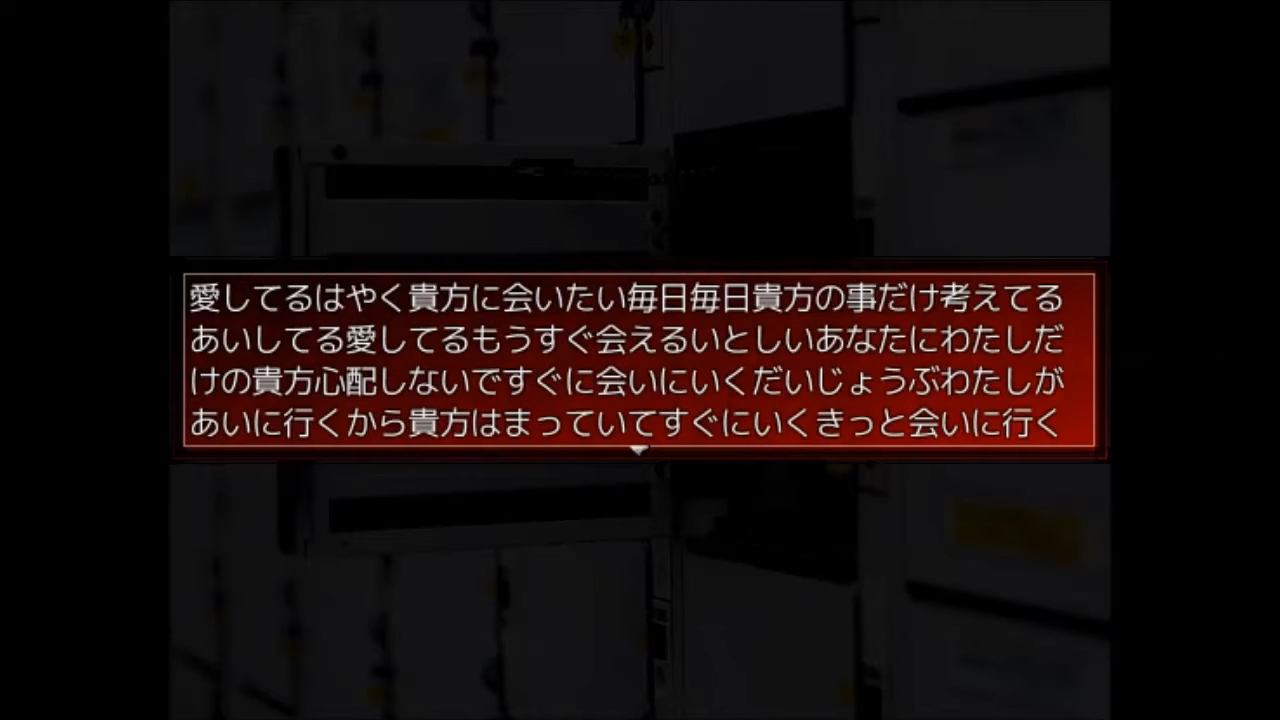 愛してるはやく貴方に会いたい毎日毎日貴方の事だけ考えてる
あいしてる愛してるもうすぐ会えるいとしいあなたにわたしだ
けの貴方心配しないですぐに会いにいくだいじょうぶわたしが
あいに行くから貴方はまっていてすぐにいくきっと会いに行く